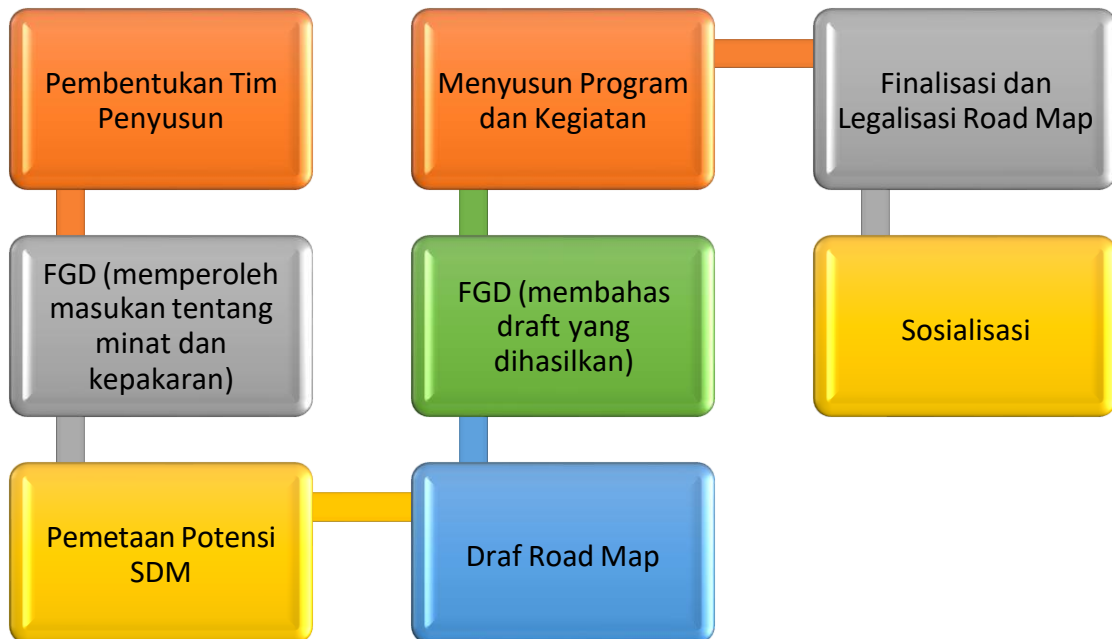 Pembentukan Tim
Penyusun
FGD (memperoleh
masukan tentang
minat dan
kepakaran)
Pemetaan Potensi
SDM
Draf Road Map
FGD (membahas
draft yang
dihasilkan)
Menyusun Program
dan Kegiatan
Finalisasi dan
Legalisasi Road Map
Sosialisasi